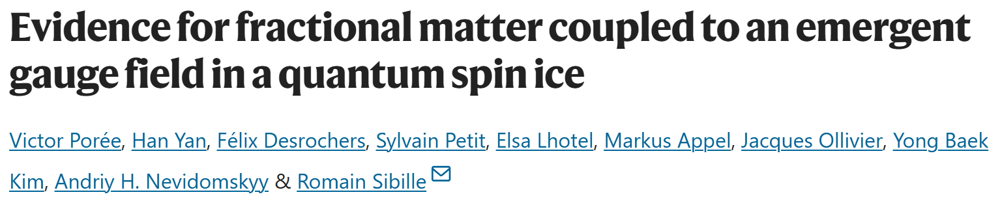 Evidence for fractional matter coupled to an emergent
gauge field in a quantum spin ice
Victor Porée, Han Yan, Félix Desrochers, Sylvain Petit, Elsa Lhotel, Markus Appel, Jacques Ollivier, Yong Baek
Kim, Andriy H. Nevidomskyy & Romain Sibille